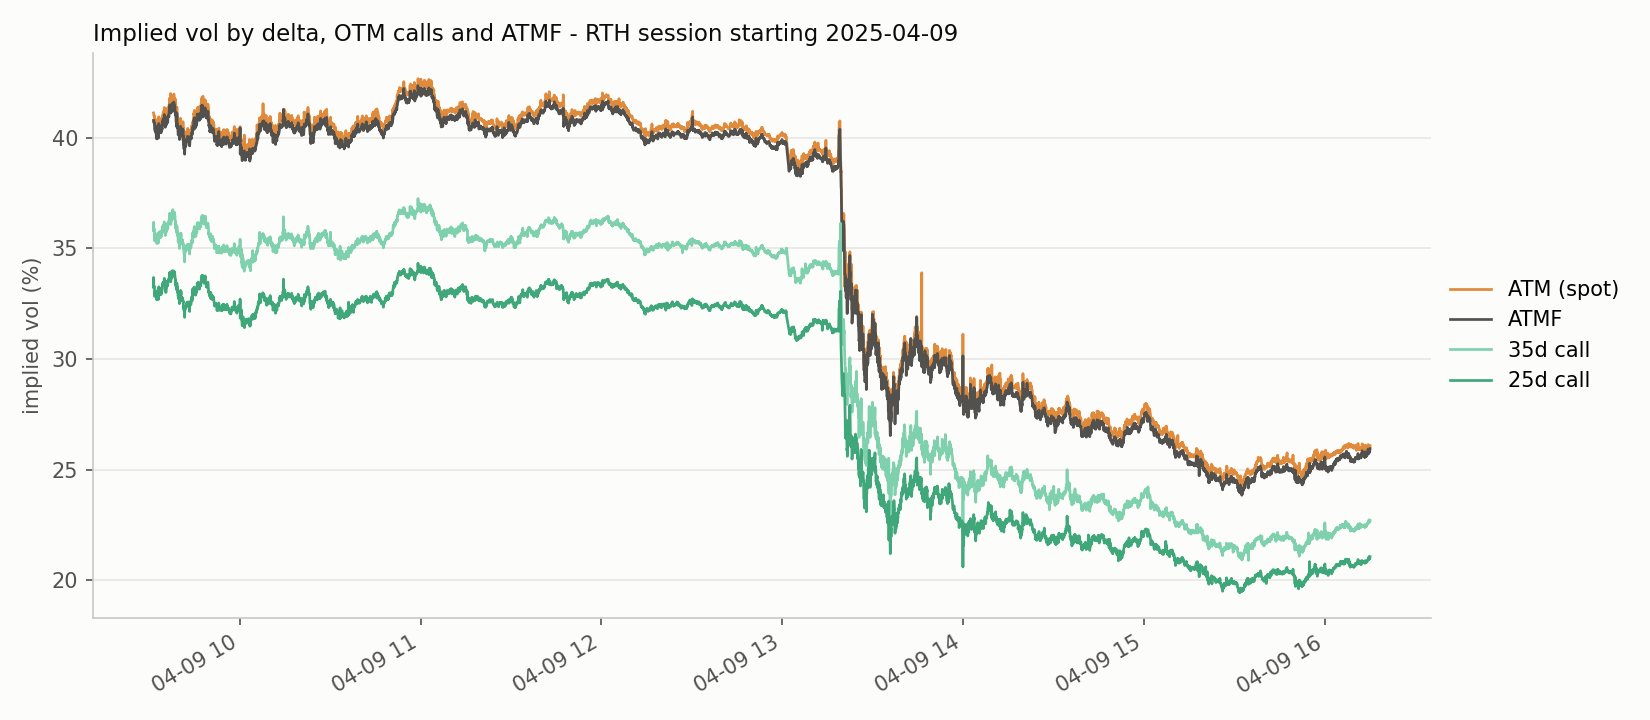 Implied vol by delta, OTM calls and ATMF - RTH session starting 2025-04-09
implied vol (%)
40
35
30
25
20
04-09 10
04-09 11
04-09 12
04-09 13
04-09 14
04-09 15
04-09 16
ATM (spot)
ATMF
35d call
25d call